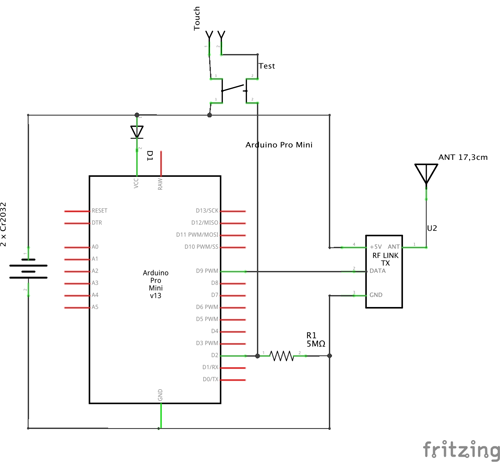 Touch
Test
Arduino Pro Mini
ANT 17,3cm
D1
VCC
RAW
2 x Cr2032
RESET
DTR
A0
A1
A2
A3
A4
A5
Arduino
Pro
Mini
v13
D13/SCK
D12/MISO
D11 PWM/MOSI
D10 PWM/SS
D9 PWM
D8
D7
D6 PWM
D5 PWM
D4
D3 PWM
D2
D1/RX
D0/TX
GND
U2
+5V ANT
RF LINK
TX
DATA
GND
R1
5MΩ
fritzing